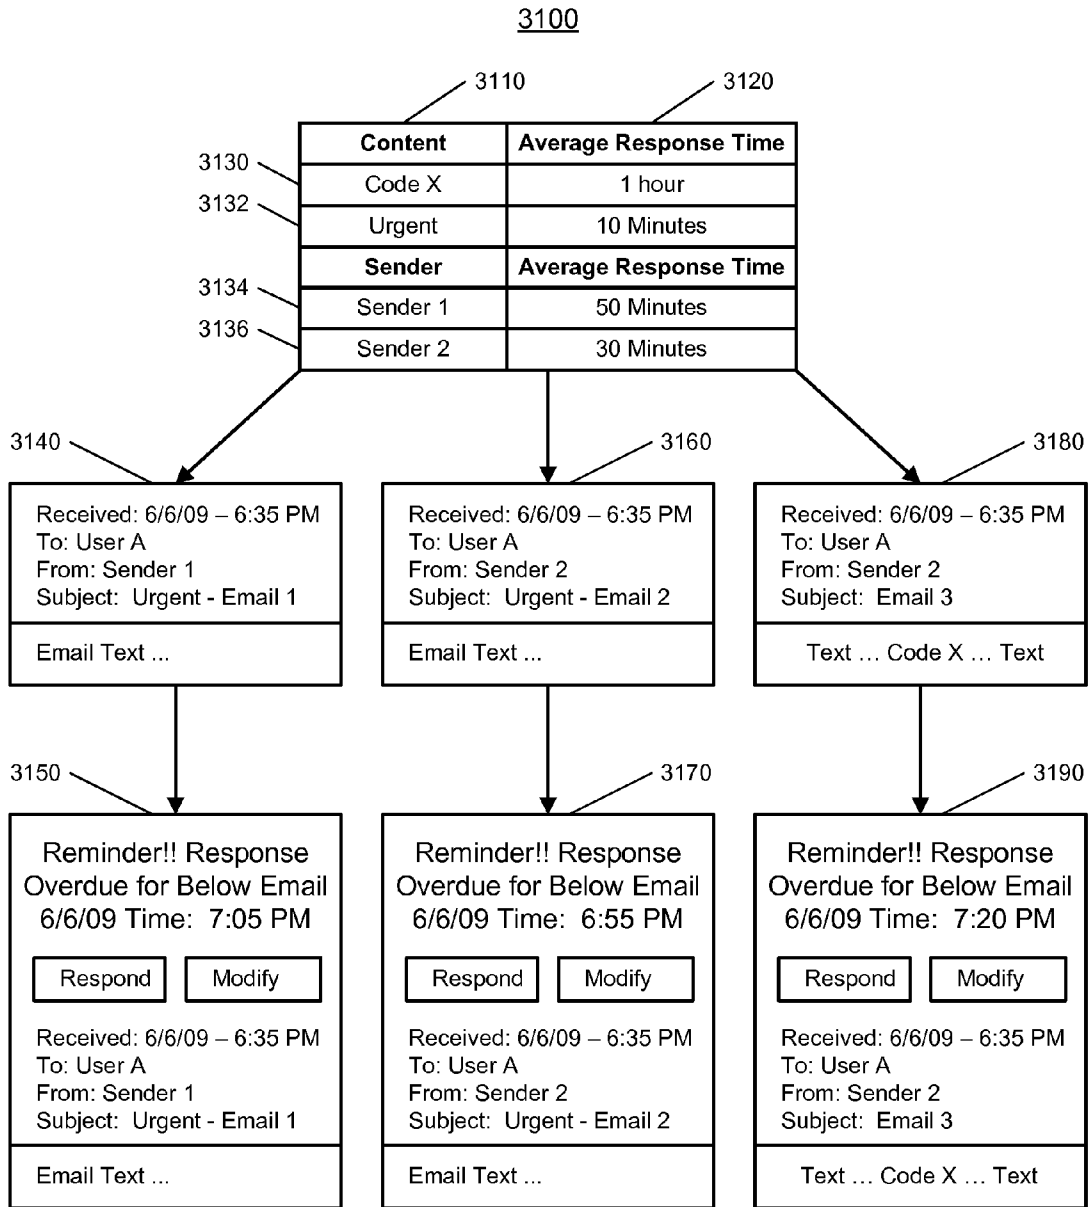 3100
3110
3120
Content Average Response Time
3130
Code X 1 hour
3132
Urgent 10 Minutes
Sender Average Response Time
3134
Sender 1 50 Minutes
3136
Sender 2 30 Minutes
3140
Received: 6/6/09 – 6:35 PM
To: User A
From: Sender 1
Subject: Urgent - Email 1
Email Text ...
3160
Received: 6/6/09 – 6:35 PM
To: User A
From: Sender 2
Subject: Urgent - Email 2
Email Text ...
3180
Received: 6/6/09 – 6:35 PM
To: User A
From: Sender 2
Subject: Email 3
Text ... Code X ... Text
3150
Reminder!! Response
Overdue for Below Email
6/6/09 Time: 7:05 PM
Respond Modify
Received: 6/6/09 – 6:35 PM
To: User A
From: Sender 1
Subject: Urgent - Email 1
Email Text ...
3170
Reminder!! Response
Overdue for Below Email
6/6/09 Time: 6:55 PM
Respond Modify
Received: 6/6/09 – 6:35 PM
To: User A
From: Sender 2
Subject: Urgent - Email 2
Email Text ...
3190
Reminder!! Response
Overdue for Below Email
6/6/09 Time: 7:20 PM
Respond Modify
Received: 6/6/09 – 6:35 PM
To: User A
From: Sender 2
Subject: Email 3
Text ... Code X ... Text